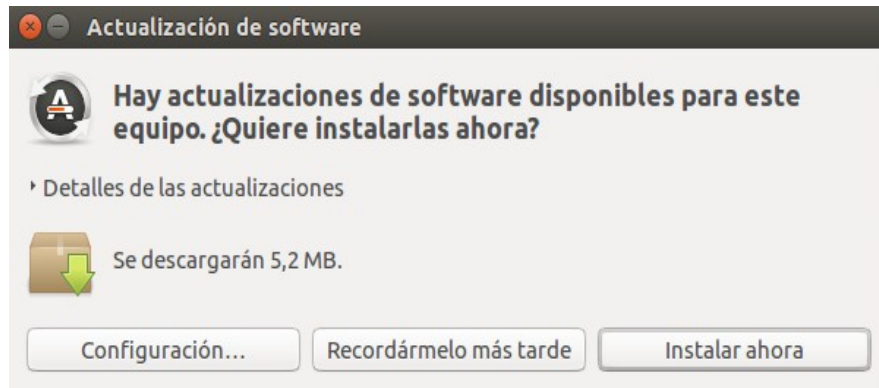 Actualización de software
Hay actualizaciones de software disponibles para este
equipo. ¿Quiere instalarlas ahora?
Detalles de las actualizaciones
Se descargarán 5,2 MB.
Configuración...
Recordármelo más tarde
Instalar ahora